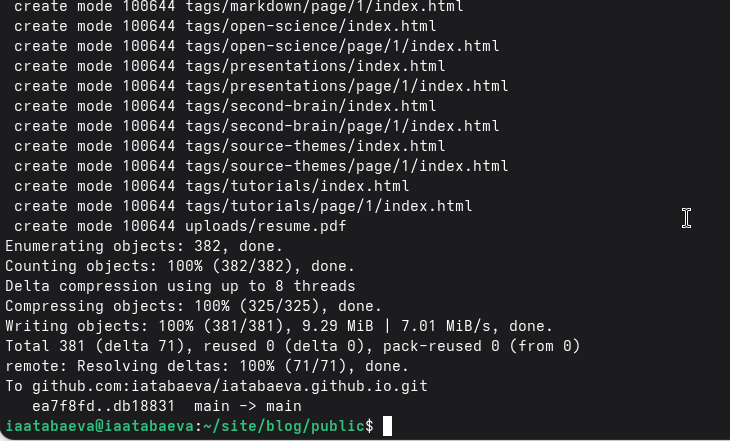 create mode 100644 tags/markdown/page/1/index.html
create mode 100644 tags/open-science/index.html
create mode 100644 tags/open-science/page/1/index.html
create mode 100644 tags/presentations/index.html
create mode 100644 tags/presentations/page/1/index.html
create mode 100644 tags/second-brain/index.html
create mode 100644 tags/second-brain/page/1/index.html
create mode 100644 tags/source-themes/index.html
create mode 100644 tags/source-themes/page/1/index.html
create mode 100644 tags/tutorials/index.html
create mode 100644 tags/tutorials/page/1/index.html
create mode 100644 uploads/resume.pdf
Enumerating objects: 382, done.
Counting objects: 100% (382/382), done.
Delta compression using up to 8 threads
Compressing objects: 100% (325/325), done.
Writing objects: 100% (381/381), 9.29 MiB | 7.01 MiB/s, done.
Total 381 (delta 71), reused 0 (delta 0), pack-reused 0 (from 0)
remote: Resolving deltas: 100% (71/71), done.
To github.com:iatabaeva/iatabaeva.github.io.git
ea7f8fd..db18831  main -> main
iaatabaeva@iaatabaeva:~/site/blog/public$